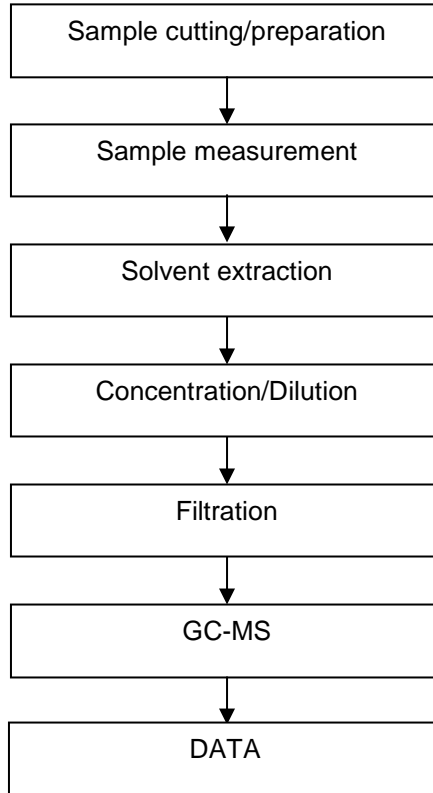 Sample cutting/preparation
Sample measurement
Solvent extraction
Concentration/Dilution
Filtration
GC-MS
DATA